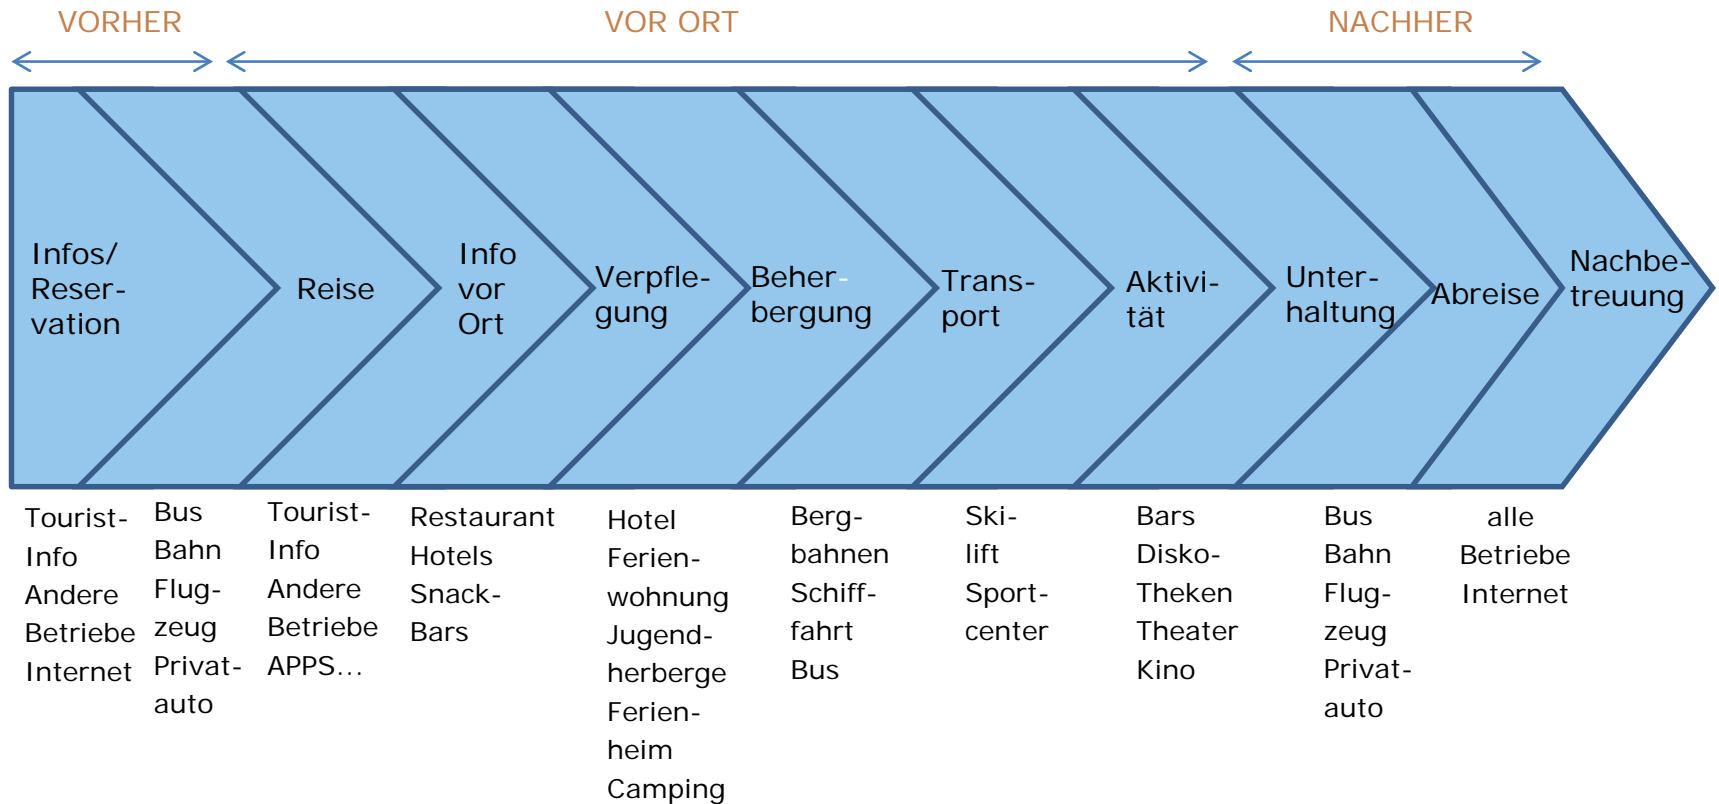 VORHER
VOR ORT
NACHHER
Infos/
Reser-
vation
Reise
Info
vor
Ort
Verpfle-
gung
Beher-
bergung
Trans-
port
Aktivi-
tät
Unter-
haltung
Abreise
Nachbe-
treuung
Tourist-
Info
Andere
Betriebe
Internet
Bus
Bahn
Flug-
zeug
Privat-
auto
Tourist-
Info
Andere
Betriebe
APPS...
Restaurant
Hotels
Snack-
Bars
Hotel
Ferien-
wohnung
Jugend-
herberge
Ferien-
heim
Camping
Berg-
bahnen
Schiff-
fahrt
Bus
Ski-
lift
Sport-
center
Bars
Disko-
Theken
Theater
Kino
Bus
Bahn
Flug-
zeug
Privat-
auto
alle
Betriebe
Internet